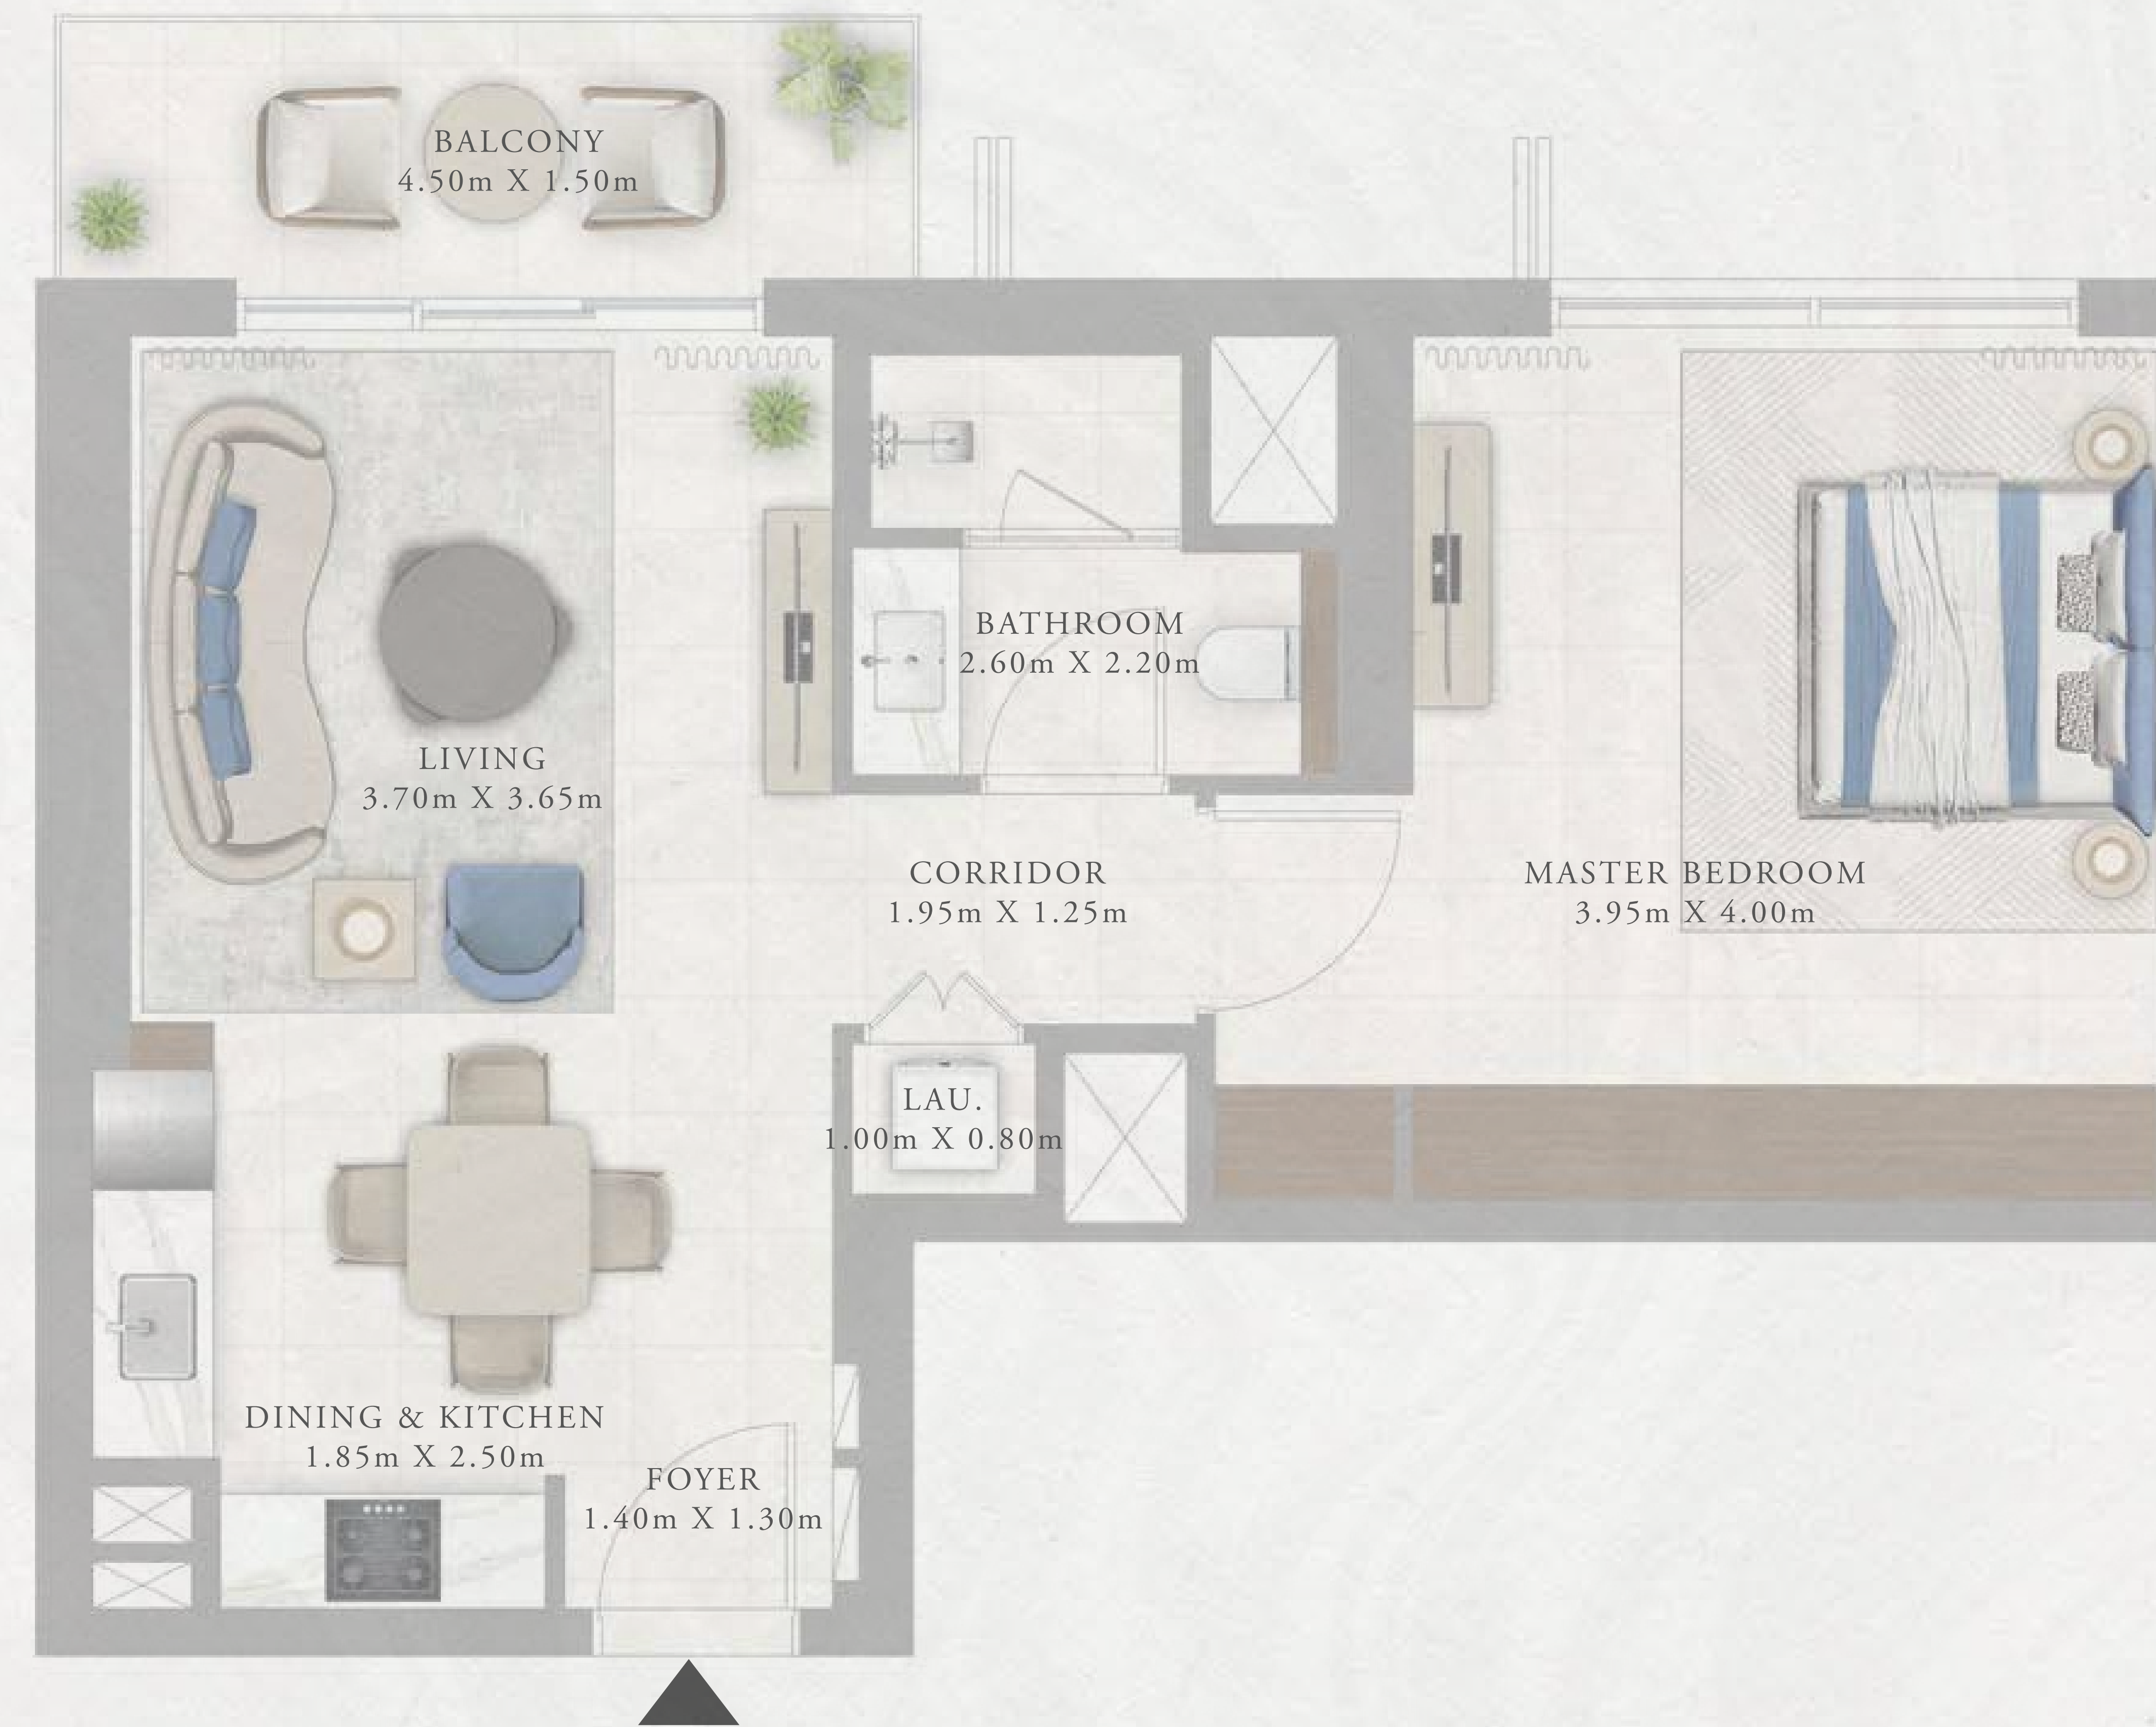 BALCONY
4.50m X 1.50m
BATHROOM
2.60m X 2.20m
LIVING
3.70m X 3.65m
CORRIDOR
1.95m X 1.25m
MASTER BEDROOM
3.95m X 4.00m
LAU.
1.00m X 0.80m
DINING & KITCHEN
1.85m X 2.50m
FOYER
1.40m X 1.30m